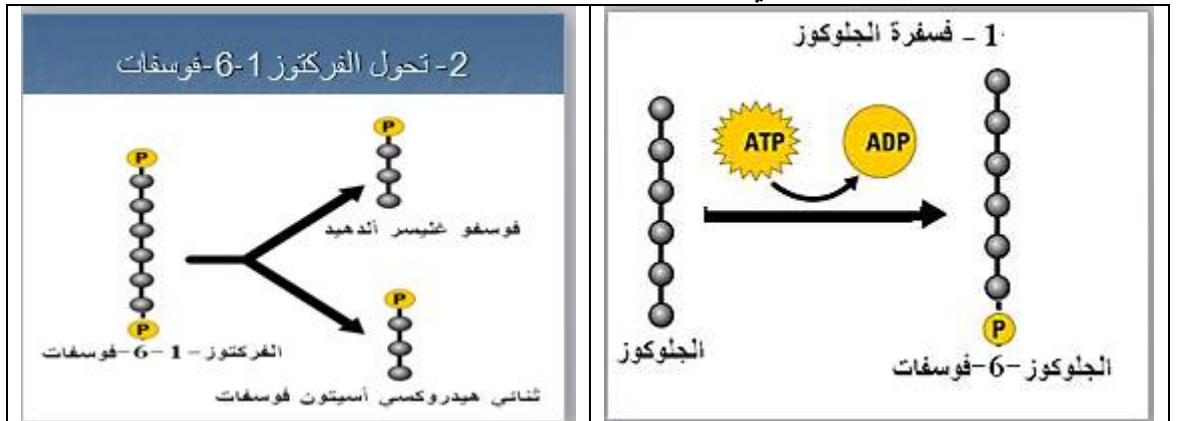 1 - فسفرة الجلوكوز
ATP
ADP
الجلوكوز
P
الجلوكوز-6-فوسفات
2- تحول الفركتوز 1-6-فوسفات
P
P
الفركتوز-1-6-فوسفات
P
فوسفو غليسر ألدهيد
P
ثنائي هيدروكسي أسيتون فوسفات